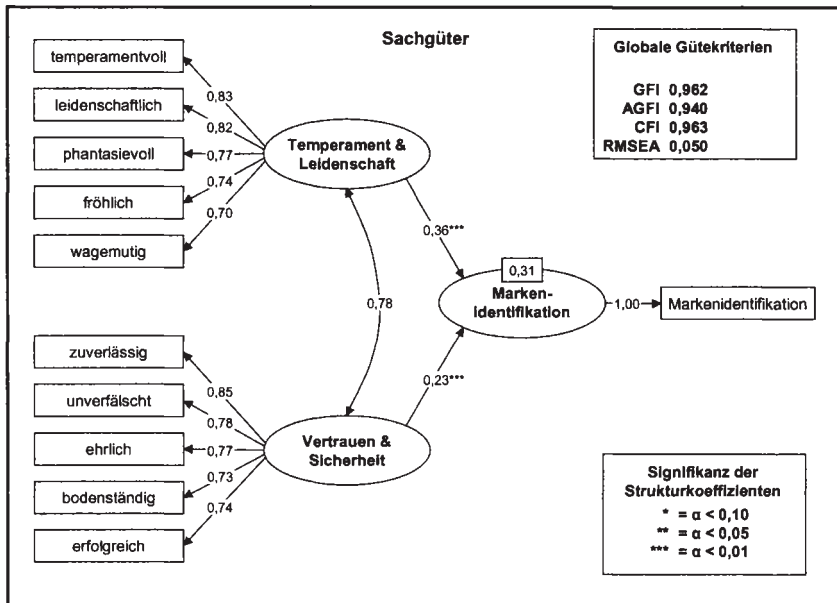 Sachgüter
temperamentvoll
leidenschaftlich
phantasievoll
fröhlich
wagemutig
0,83
0,82
0,77
0,74
0,70
Temperament &
Leidenschaft
Globale Gütekriterien
GFI 0,962
AGFI 0,940
CFI 0,963
RMSEA 0,050
0,36***
0,78
0,31
Marken-
identifikation
1,00
Markenidentifikation
0,23***
zuverlässig
unverfälscht
ehrlich
bodenständig
erfolgreich
0,85
0,78
0,77
0,73
0,74
Vertrauen &
Sicherheit
Signifikanz der
Strukturkoeffizienten
* = α < 0,10
** = α < 0,05
*** = α < 0,01